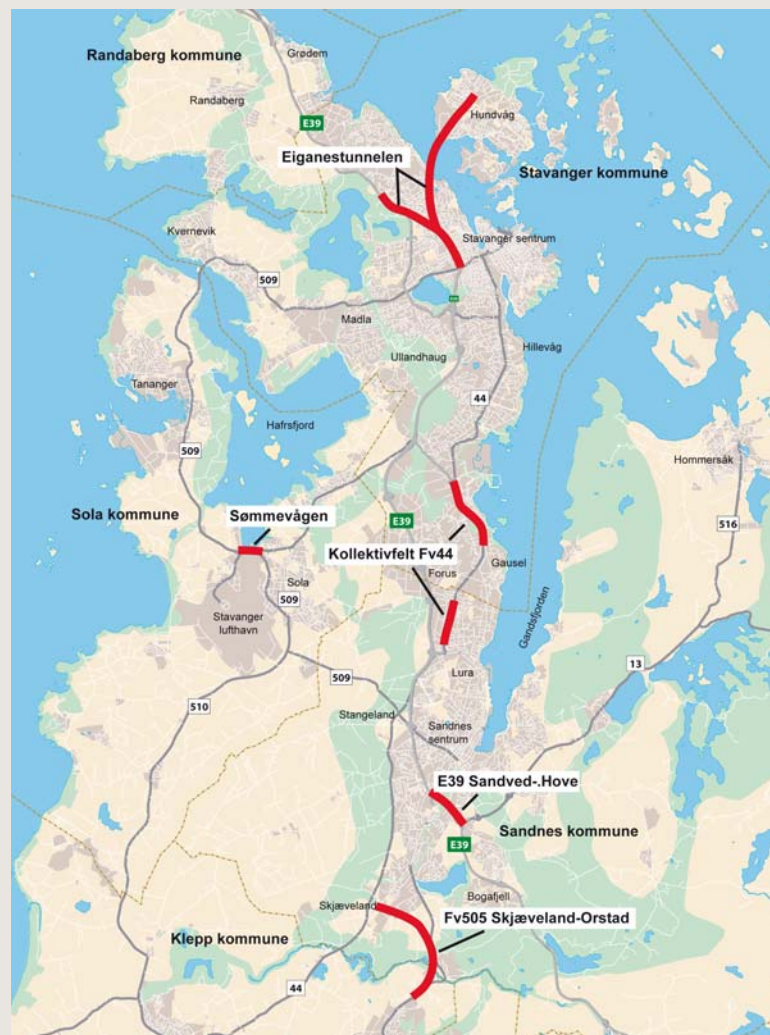 Randaberg kommune
Grødem
Randaberg
E39
Hundvåg
Eiganestunnelen
Stavanger kommune
Kvernevik
Stavanger sentrum
509
Madla
Ullandhaug
Hillevåg
Tananger
44
Hafrsfjord
509
Hommersåk
Sola kommune
Sømmevågen
E39
516
Kollektivfelt Fv44
Gausel
Forus
Sola
509
Stavanger
lufthavn
Gandsfjorden
13
Lura
509
510
Stangeland
Sandnes
sentrum
E39 Sandved-.Hove
Sandnes kommune
E39
Bogafjell
Skjæveland
Fv505 Skjæveland-Orstad
Klepp kommune
44